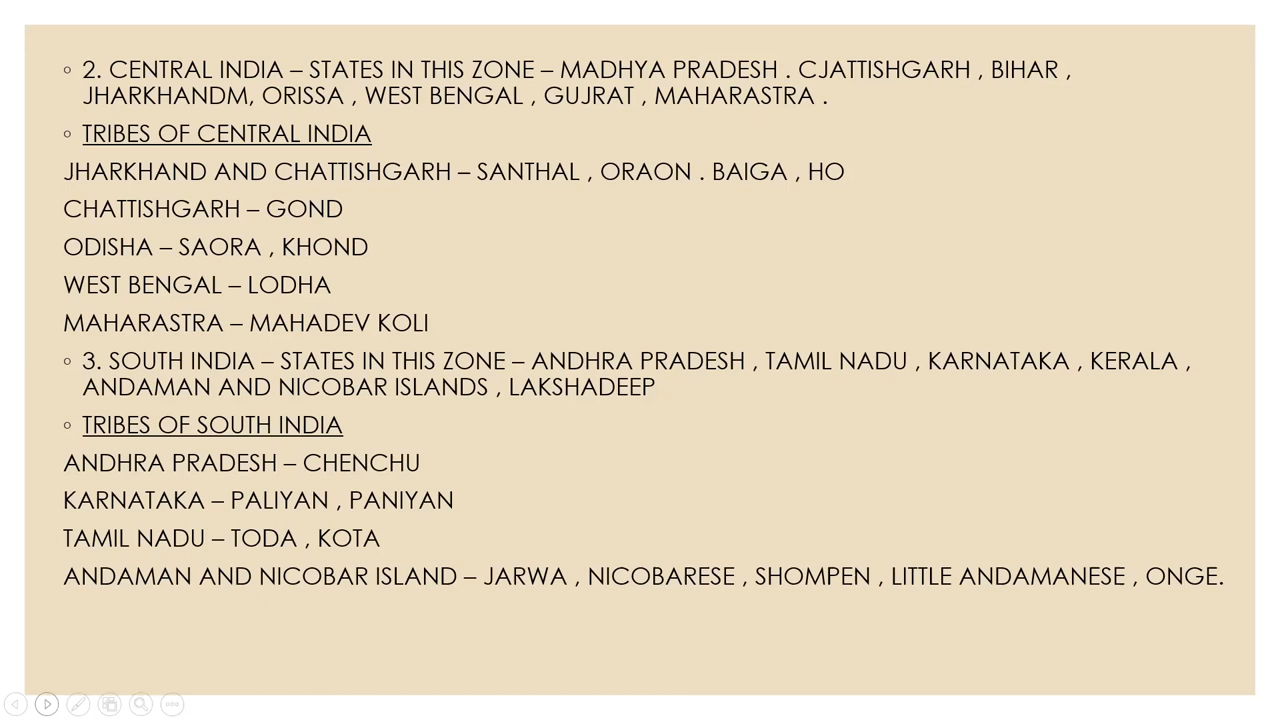 ◦ 2. CENTRAL INDIA – STATES IN THIS ZONE – MADHYA PRADESH . CJATTISHGARH , BIHAR ,
JHARKHANDM, ORISSA , WEST BENGAL , GUJRAT , MAHARASTRA .
◦ TRIBES OF CENTRAL INDIA
JHARKHAND AND CHATTISHGARH – SANTHAL , ORAON . BAIGA , HO
CHATTISHGARH – GOND
ODISHA – SAORA , KHOND
WEST BENGAL – LODHA
MAHARASTRA – MAHADEV KOLI
◦ 3. SOUTH INDIA – STATES IN THIS ZONE – ANDHRA PRADESH , TAMIL NADU , KARNATAKA , KERALA ,
ANDAMAN AND NICOBAR ISLANDS , LAKSHADEEP
◦ TRIBES OF SOUTH INDIA
ANDHRA PRADESH – CHENCHU
KARNATAKA – PALIYAN , PANIYAN
TAMIL NADU – TODA , KOTA
ANDAMAN AND NICOBAR ISLAND – JARWA , NICOBARESE , SHOMPEN , LITTLE ANDAMANESE , ONGE.